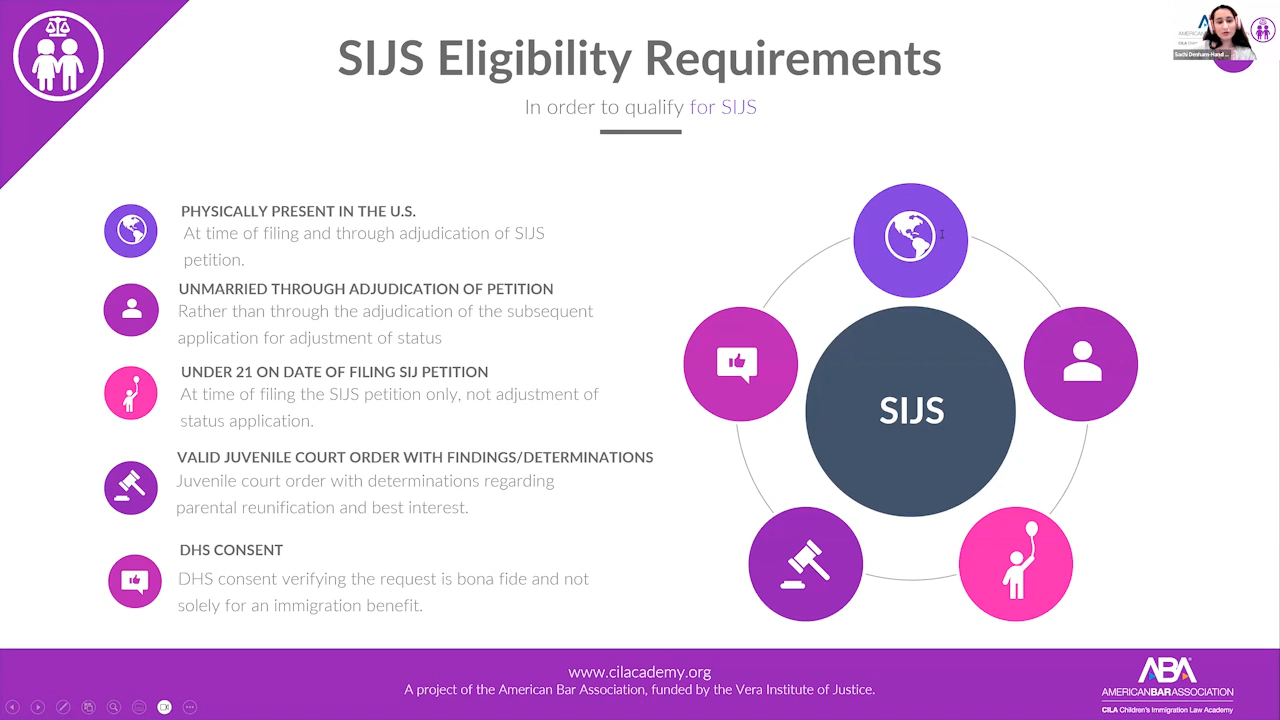 SIJS Eligibility Requirements
In order to qualify for SIJS
PHYSICALLY PRESENT IN THE U.S.
At time of filing and through adjudication of SIJS
petition.
UNMARRIED THROUGH ADJUDICATION OF PETITION
Rather than through the adjudication of the subsequent
application for adjustment of status
UNDER 21 ON DATE OF FILING SIJ PETITION
At time of filing the SIJS petition only, not adjustment of
status application.
VALID JUVENILE COURT ORDER WITH FINDINGS/DETERMINATIONS
Juvenile court order with determinations regarding
parental reunification and best interest.
DHS CONSENT
DHS consent verifying the request is bona fide and not
solely for an immigration benefit.
SIJS
www.cilacademy.org
A project of the American Bar Association, funded by the Vera Institute of Justice.
ABA
AMERICANBARASSOCIATION
CILA Children's Immigration Law Academy